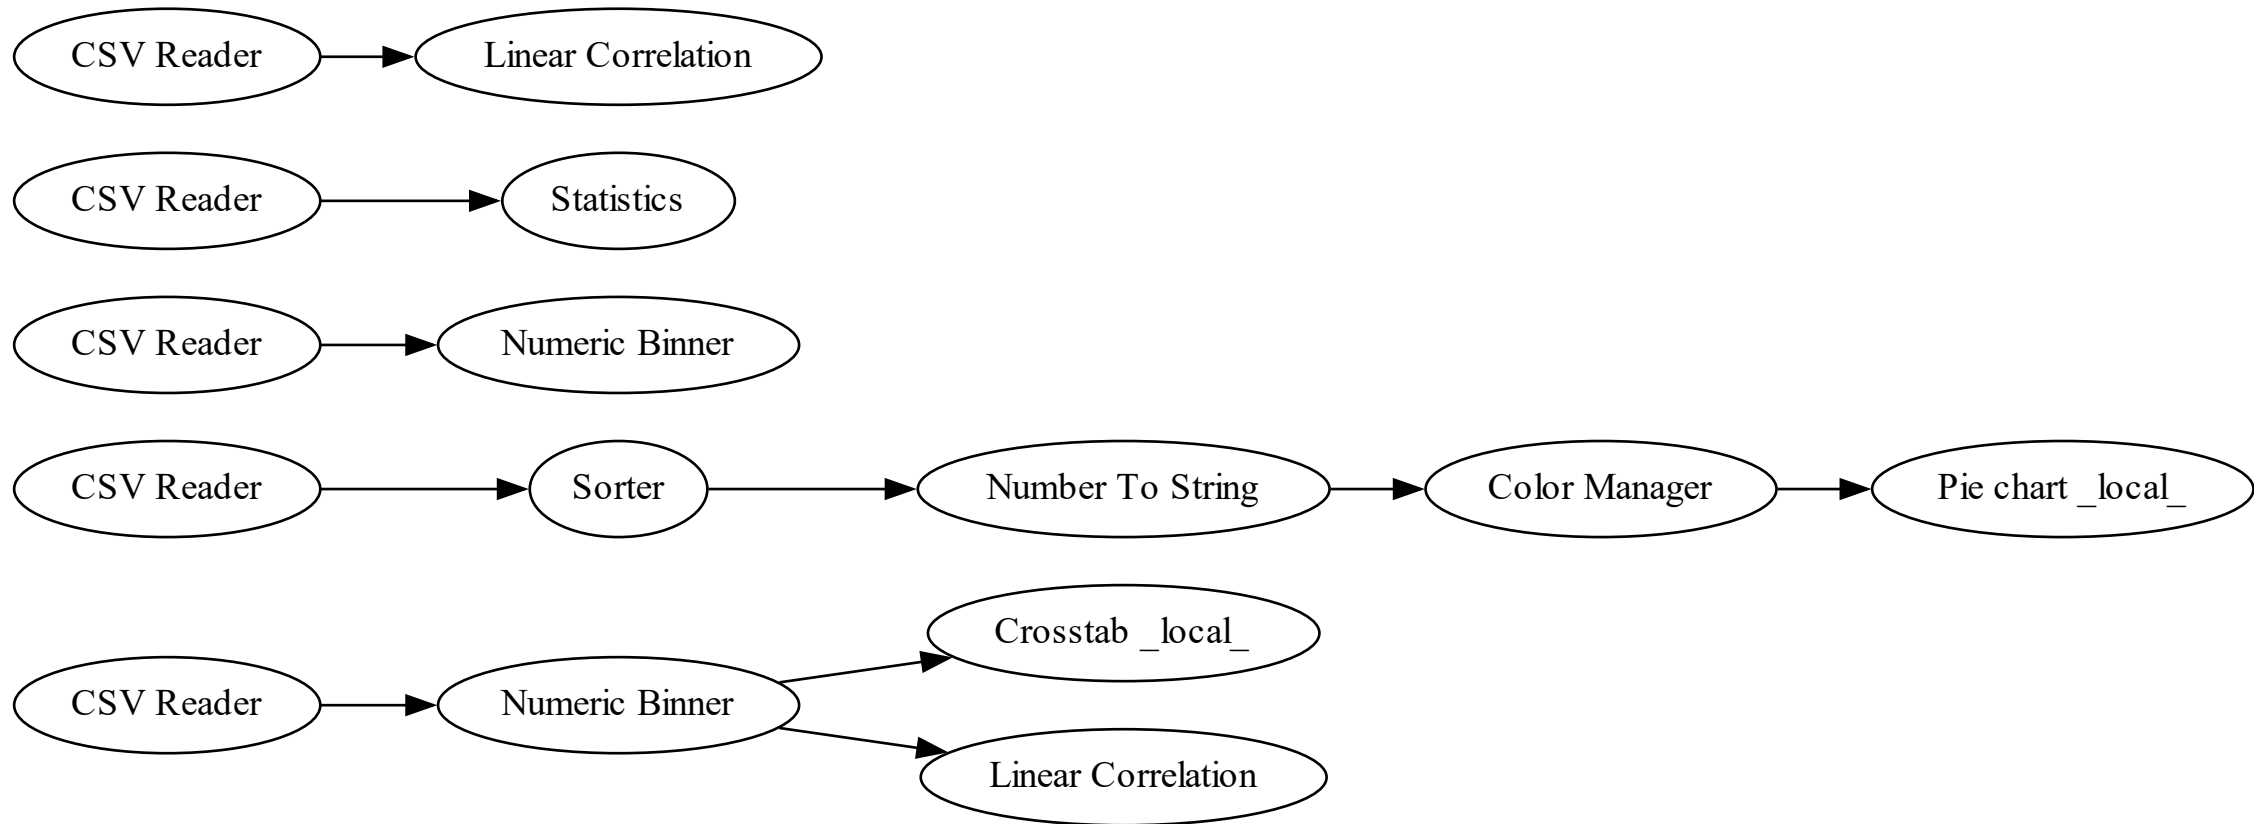 CSV Reader
Linear Correlation
CSV Reader
Statistics
CSV Reader
Numeric Binner
CSV Reader
Sorter
Number To String
Color Manager
Pie chart _local_
Crosstab _local_
CSV Reader
Numeric Binner
Linear Correlation